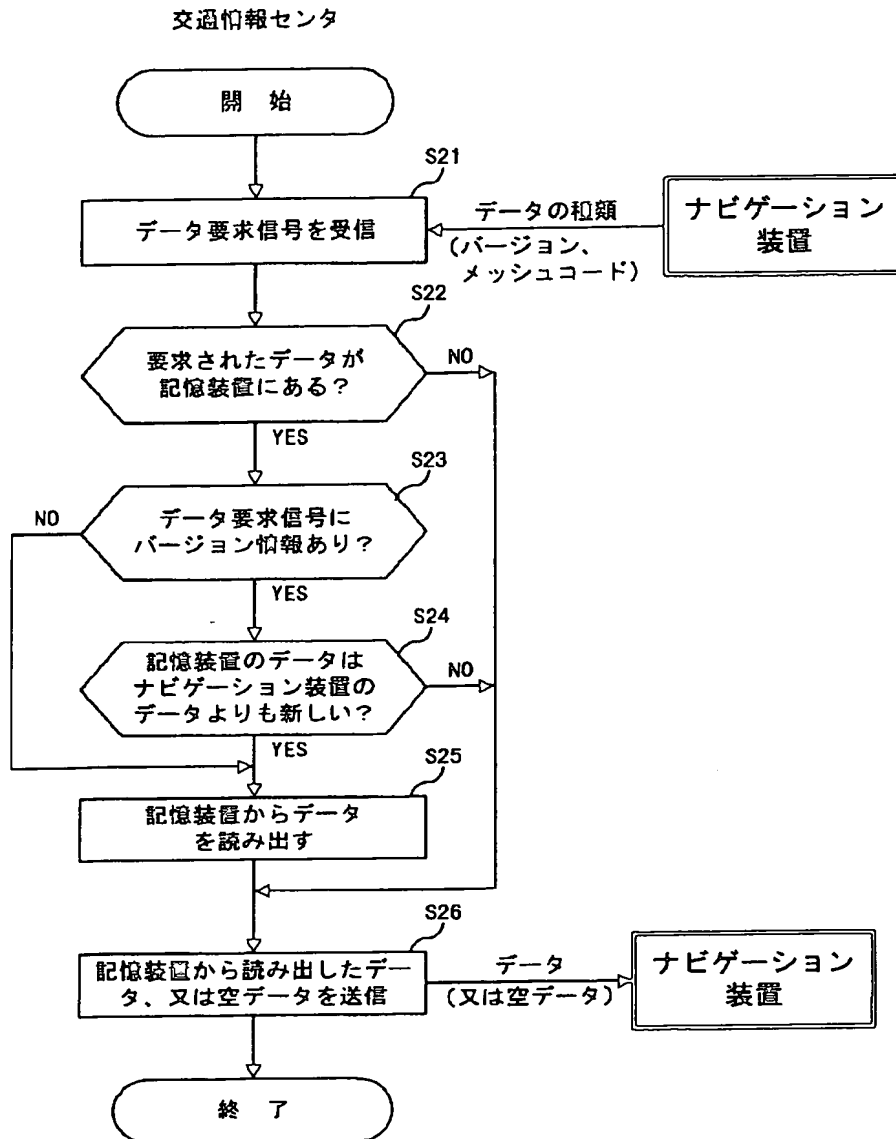 交通情報センタ
開 始
S21
データ要求信号を受信
データの種類
(バージョン、
メッシュコード)
ナビゲーション
装置
S22
要求されたデータが
記憶装置にある?
NO
YES
S23
データ要求信号に
バージョン情報あり?
NO
YES
S24
記憶装置のデータは
ナビゲーション装置の
データよりも新しい?
NO
YES
S25
記憶装置からデータ
を読み出す
S26
記憶装置から読み出したデー
タ、又は空データを送信
データ
(又は空データ)
ナビゲーション
装置
終 了